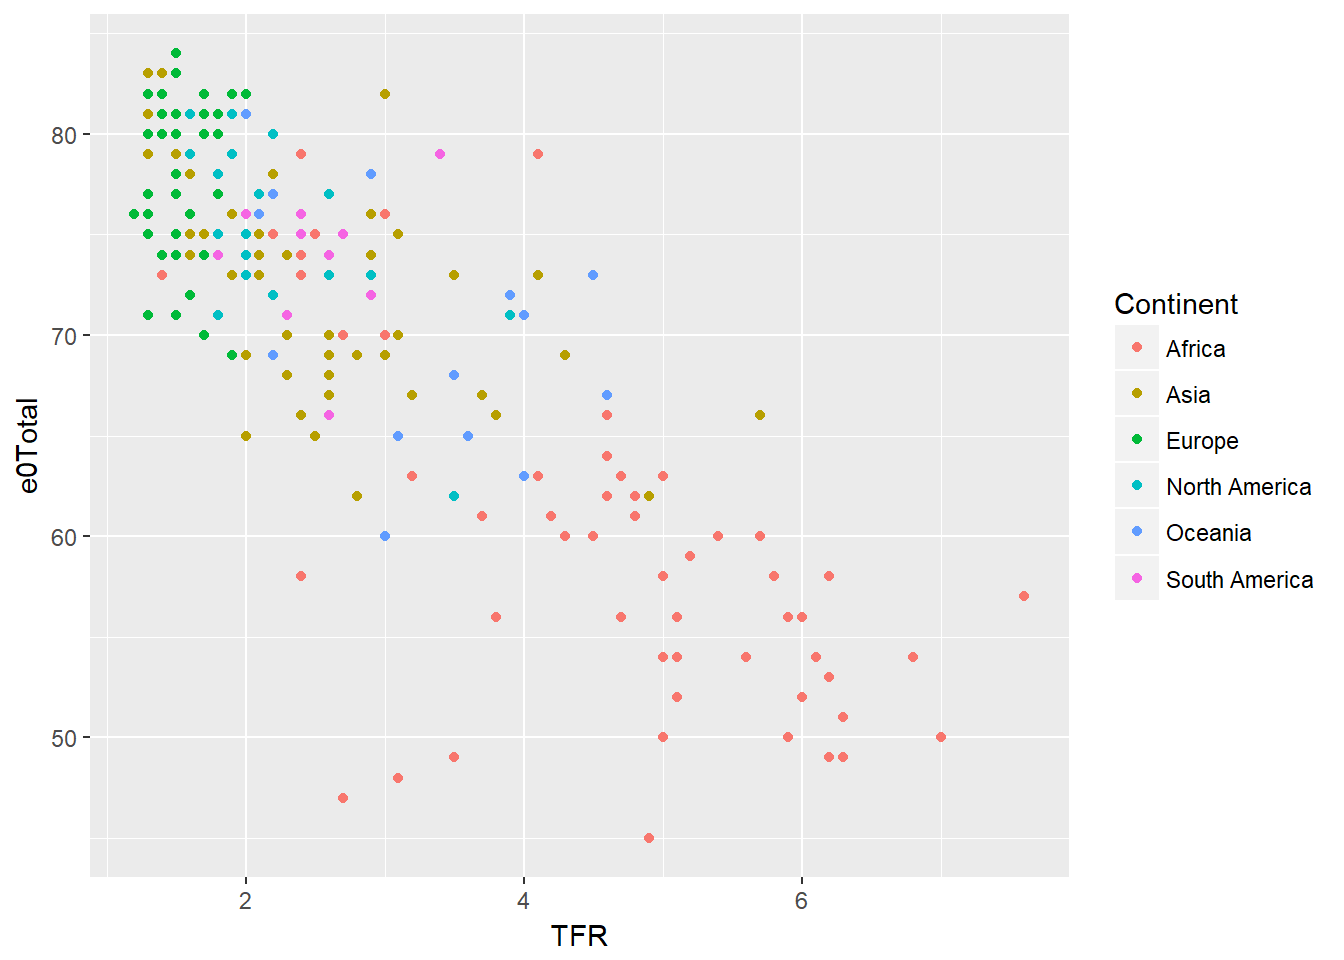 80
70
60
50
e0Total
2
4
6
TFR
Continent
Africa
Asia
Europe
North America
Oceania
South America